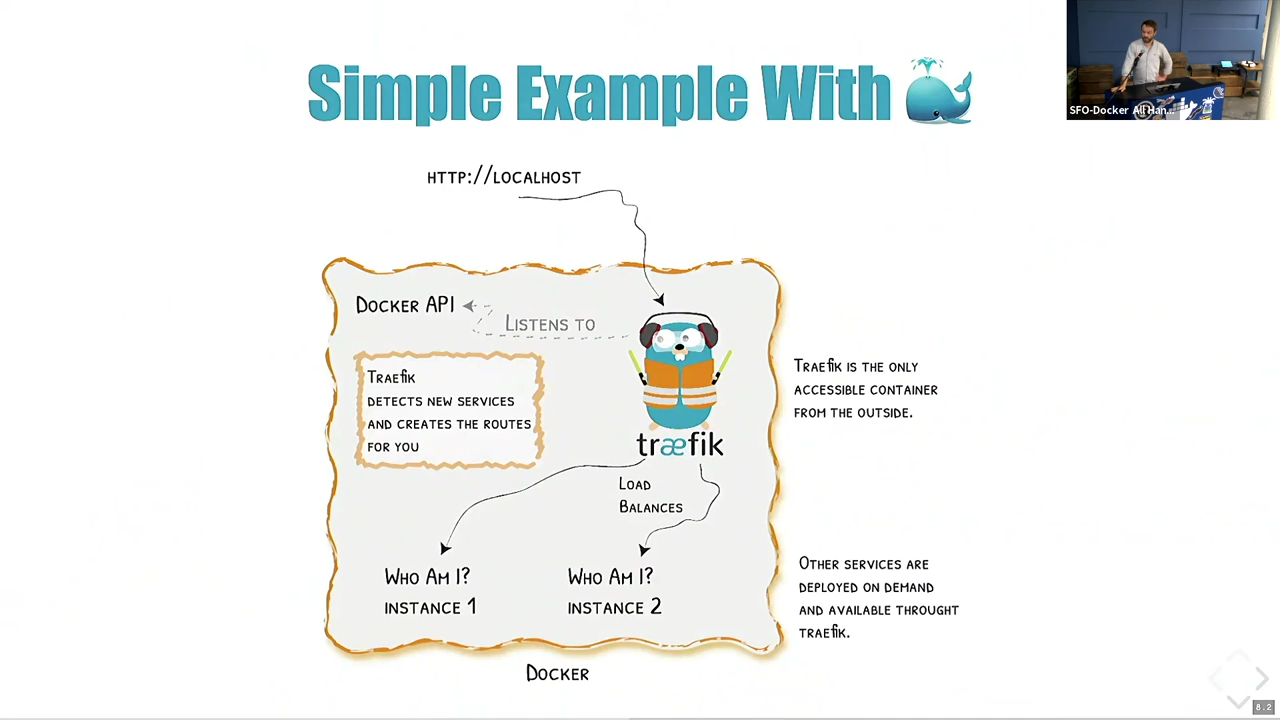 Simple Example With
SFO-Docker All Han...
HTTP://LOCALHOST
DOCKER API
LISTENS TO
TRAEFIK
DETECTS NEW SERVICES
AND CREATES THE ROUTES
FOR YOU
træfik
TRAEFIK IS THE ONLY
ACCESSIBLE CONTAINER
FROM THE OUTSIDE.
LOAD
BALANCES
WHO AM I?
INSTANCE 1
WHO AM I?
INSTANCE 2
OTHER SERVICES ARE
DEPLOYED ON DEMAND
AND AVAILABLE THROUGHT
TRAEFIK.
DOCKER
8.2